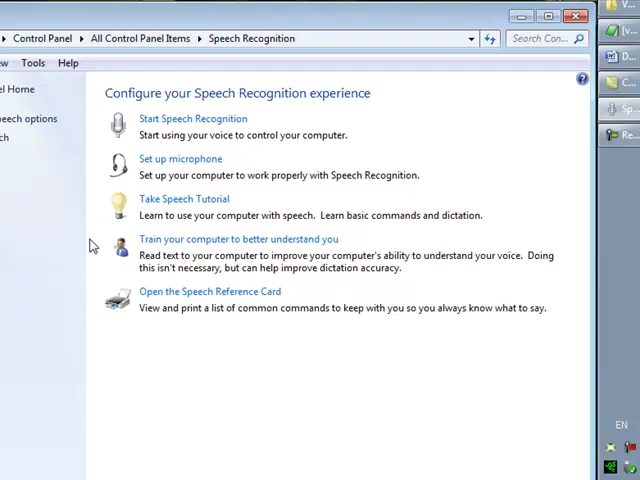 Control Panel ▸ All Control Panel Items ▸ Speech Recognition
Search Con...
Tools Help
Configure your Speech Recognition experience
Start Speech Recognition
Start using your voice to control your computer.
Set up microphone
Set up your computer to work properly with Speech Recognition.
Take Speech Tutorial
Learn to use your computer with speech. Learn basic commands and dictation.
Train your computer to better understand you
Read text to your computer to improve your computer's ability to understand your voice. Doing
this isn't necessary, but can help improve dictation accuracy.
Open the Speech Reference Card
View and print a list of common commands to keep with you so you always know what to say.
el Home
eech options
ch
V...
[v...
D...
C...
Sp...
Re...
EN